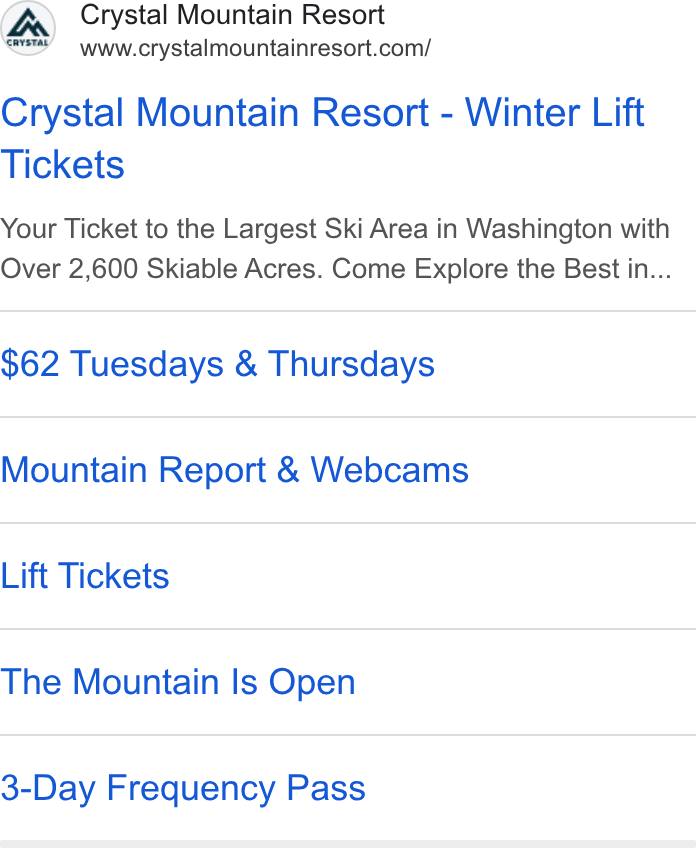 CRYSTAL
Crystal Mountain Resort
www.crystalmountainresort.com/
Crystal Mountain Resort - Winter Lift
Tickets
Your Ticket to the Largest Ski Area in Washington with
Over 2,600 Skiable Acres. Come Explore the Best in...
$62 Tuesdays & Thursdays
Mountain Report & Webcams
Lift Tickets
The Mountain Is Open
3-Day Frequency Pass